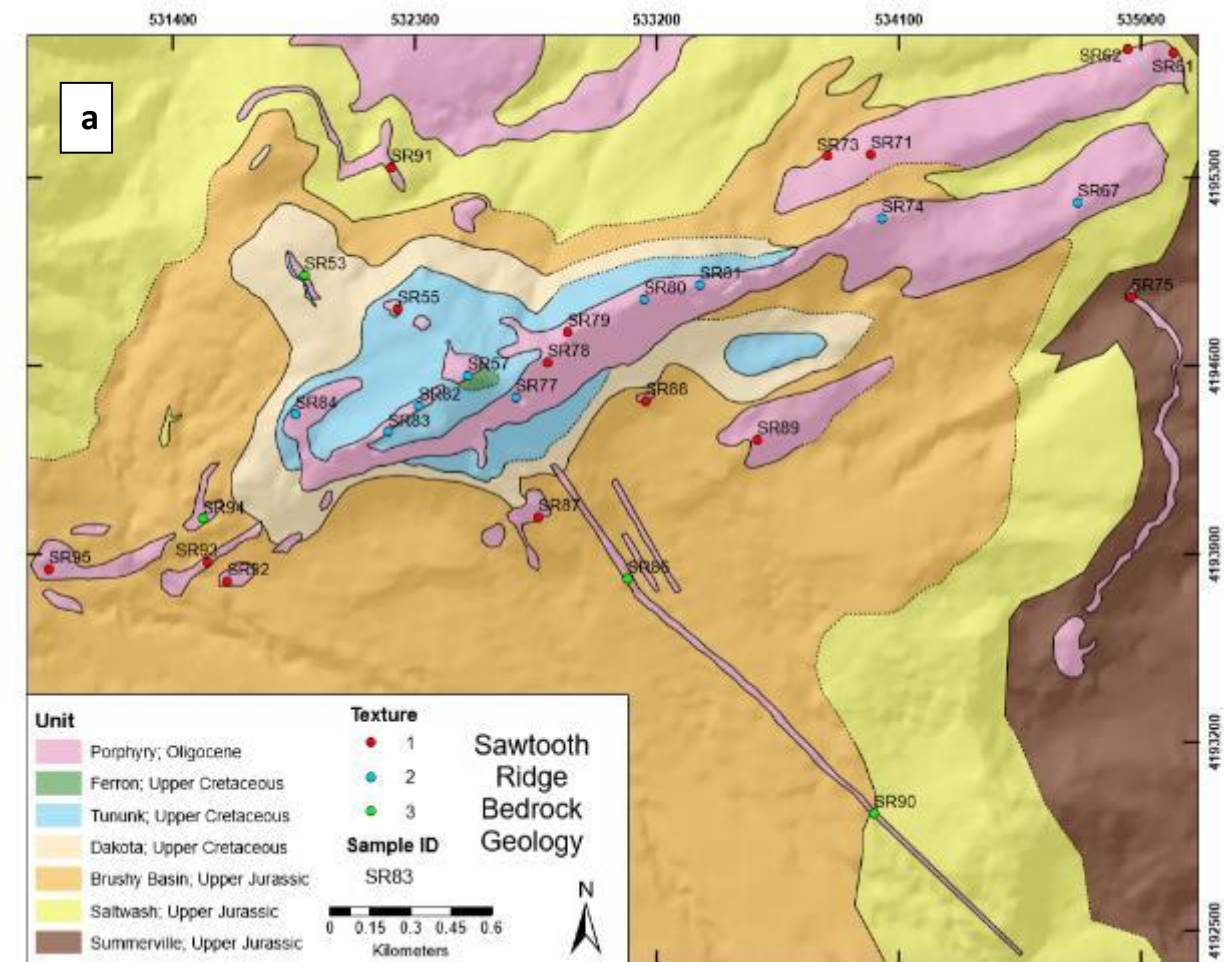 531400 532300 533200 534100 535000
a
SR62
SR61
SR91
SR73
SR71
4195300
SR67
SR74
SR53
SR81
SR80
SR75
SR55
SR79
SR78
4194600
SR57
SR77
SR88
SR82
SR84
SR83
SR89
SR94
SR87
SR93
SR95
SR92
4193900
4193200
SR90
4192500
Unit
Porphyry; Oligocene
Ferron; Upper Cretaceous
Tununk; Upper Cretaceous
Dakota; Upper Cretaceous
Brushy Basin; Upper Jurassic
Saltwash; Upper Jurassic
Summerville; Upper Jurassic
Texture
1
2
3
Sample ID
SR83
0 0.15 0.3 0.45 0.6
Kilometers
Sawtooth
Ridge
Bedrock
Geology
N